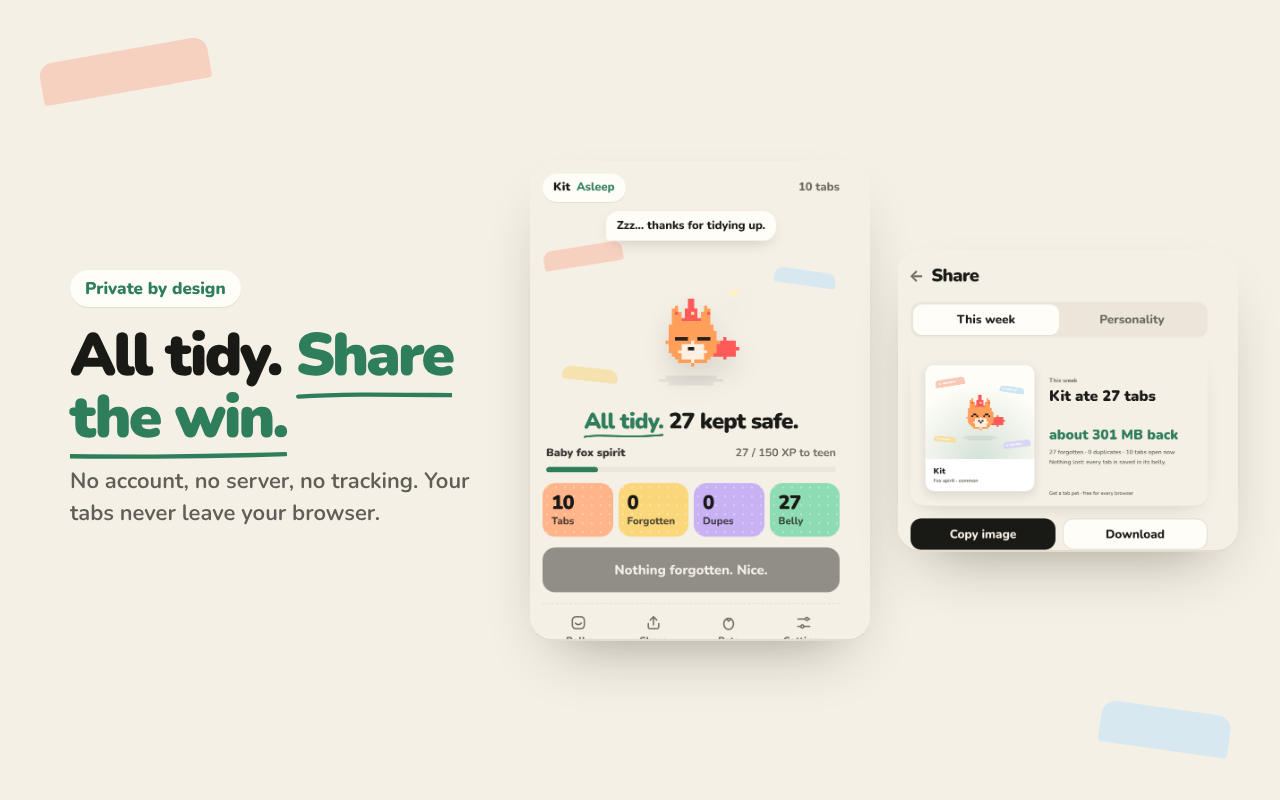 Private by design
All tidy. Share
the win.
No account, no server, no tracking. Your
tabs never leave your browser.
Kit Asleep
10 tabs
Zzz... thanks for tidying up.
All tidy. 27 kept safe.
Baby fox spirit
27 / 150 XP to teen
10
Tabs
0
Forgotten
0
Dupes
27
Belly
Nothing forgotten. Nice.
Share
This week
Personality
Kit
Fox spirit · common
This week
Kit ate 27 tabs
about 301 MB back
27 forgotten · 0 duplicates · 10 tabs open now
Nothing lost: every tab is saved in its belly.
Get a tab pet · free for every browser
Copy image
Download